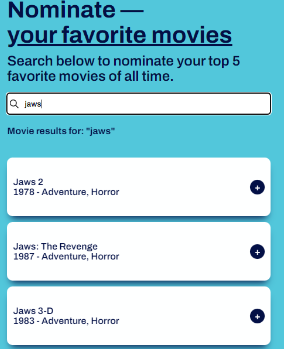 Nominate —
your favorite movies
Search below to nominate your top 5
favorite movies of all time.
jaws
Movie results for: "jaws"
Jaws 2
1978 - Adventure, Horror
+
Jaws: The Revenge
1987 - Adventure, Horror
+
Jaws 3-D
1983 - Adventure, Horror
+